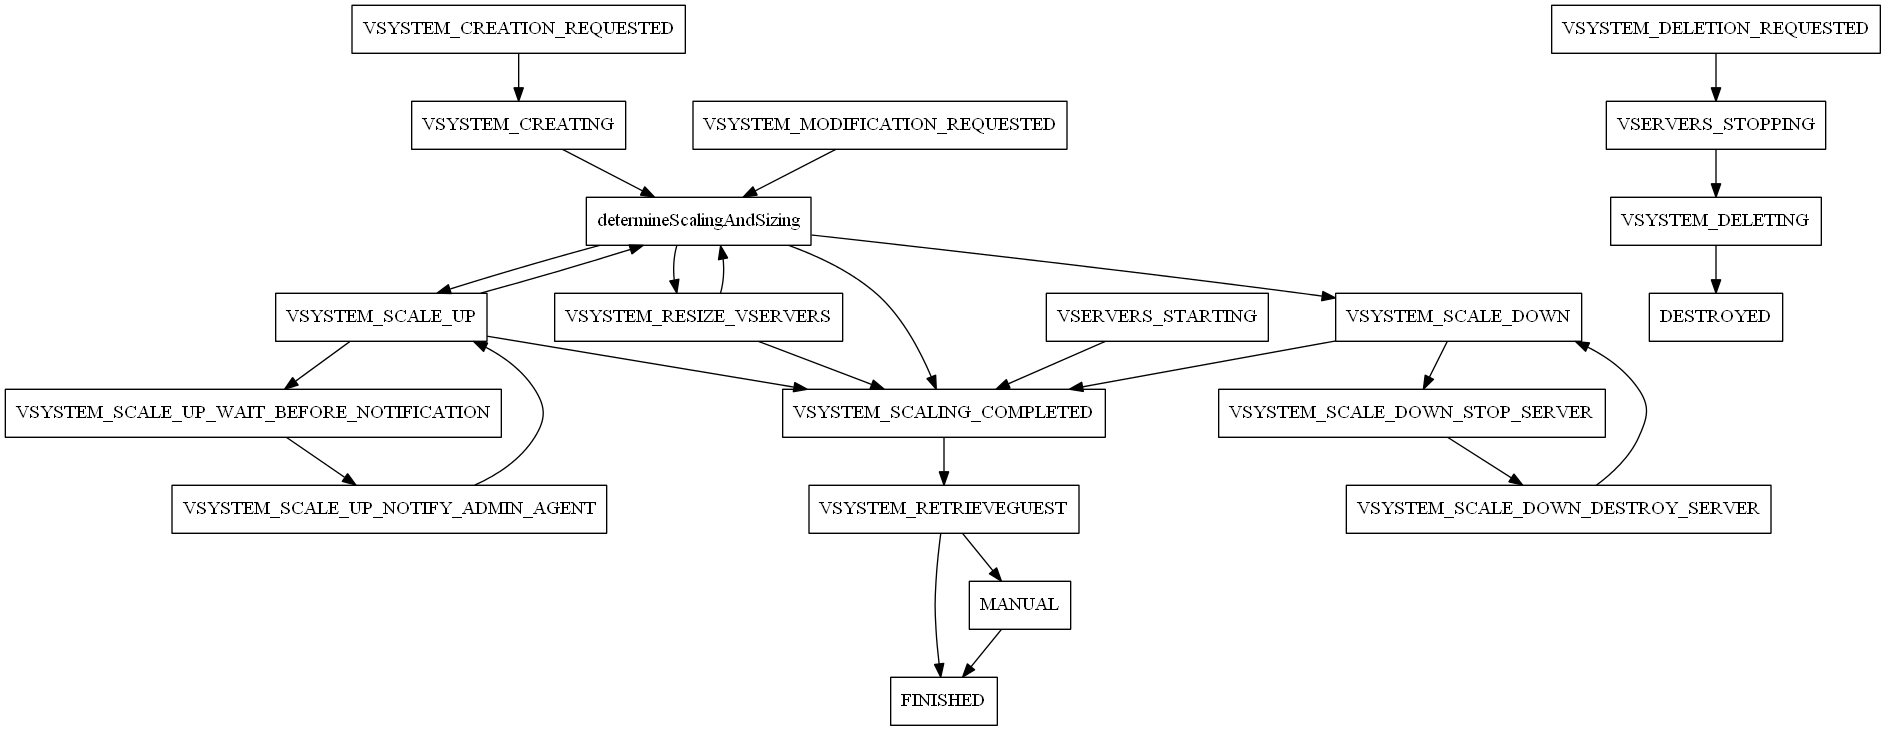 VSYSTEM_CREATION_REQUESTED
VSYSTEM_DELETION_REQUESTED
VSYSTEM_CREATING
VSYSTEM_MODIFICATION_REQUESTED
VSERVERS_STOPPING
determineScalingAndSizing
VSYSTEM_DELETING
VSYSTEM_SCALE_UP
VSYSTEM_RESIZE_VSERVERS
VSERVERS_STARTING
VSYSTEM_SCALE_DOWN
DESTROYED
VSYSTEM_SCALE_UP_WAIT_BEFORE_NOTIFICATION
VSYSTEM_SCALING_COMPLETED
VSYSTEM_SCALE_DOWN_STOP_SERVER
VSYSTEM_SCALE_UP_NOTIFY_ADMIN_AGENT
VSYSTEM_RETRIEVEGUEST
VSYSTEM_SCALE_DOWN_DESTROY_SERVER
MANUAL
FINISHED